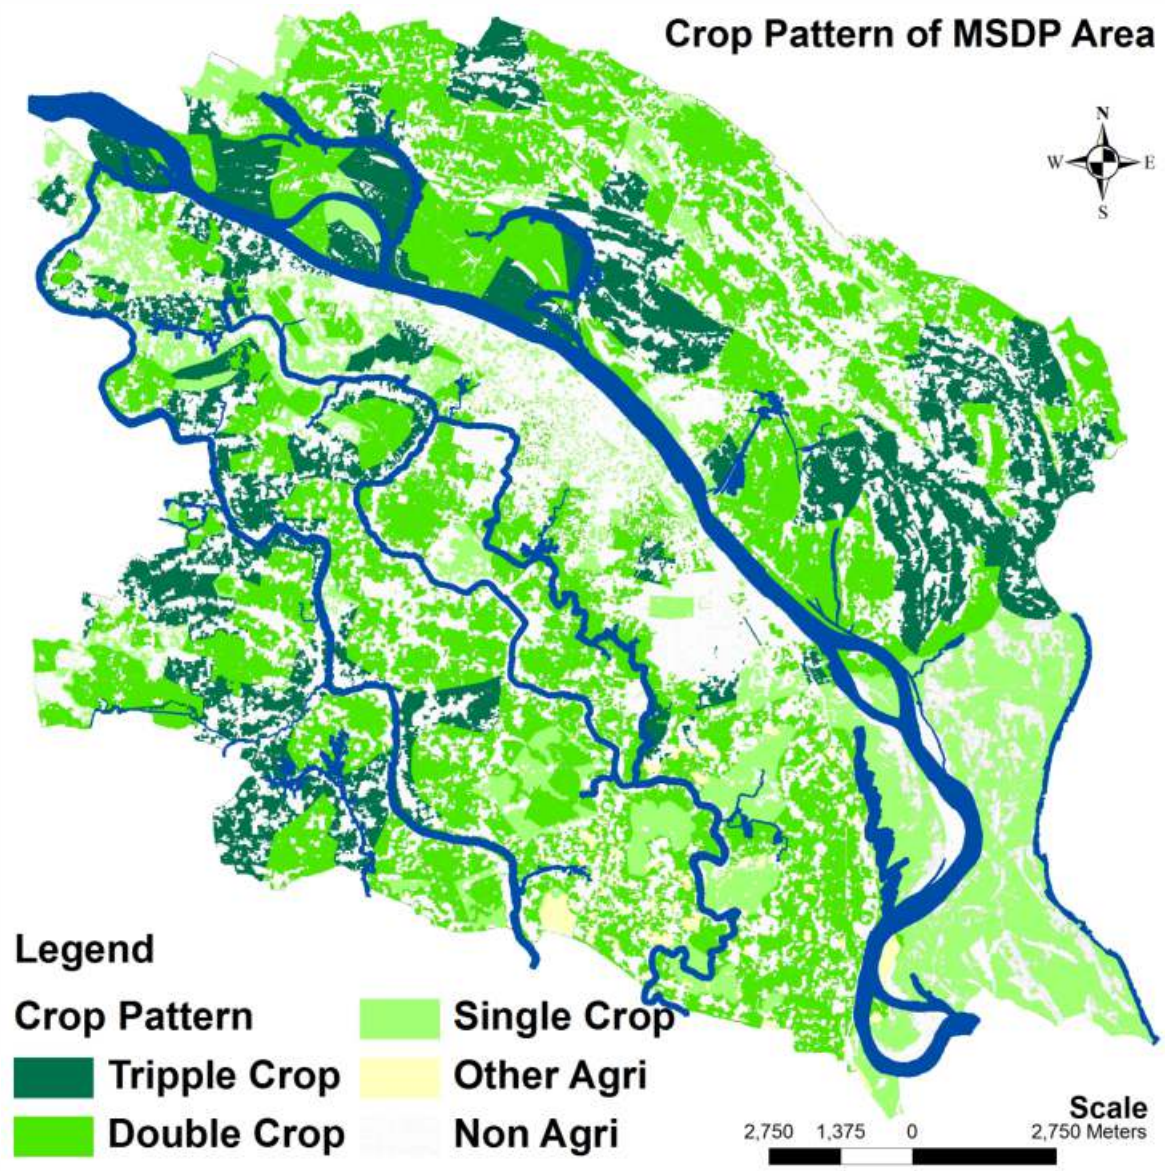 Crop Pattern of MSDP Area
N
W E
S
Legend
Crop Pattern
Tripple Crop
Double Crop
Single Crop
Other Agri
Non Agri
Scale
2,750 1,375 0 2,750 Meters